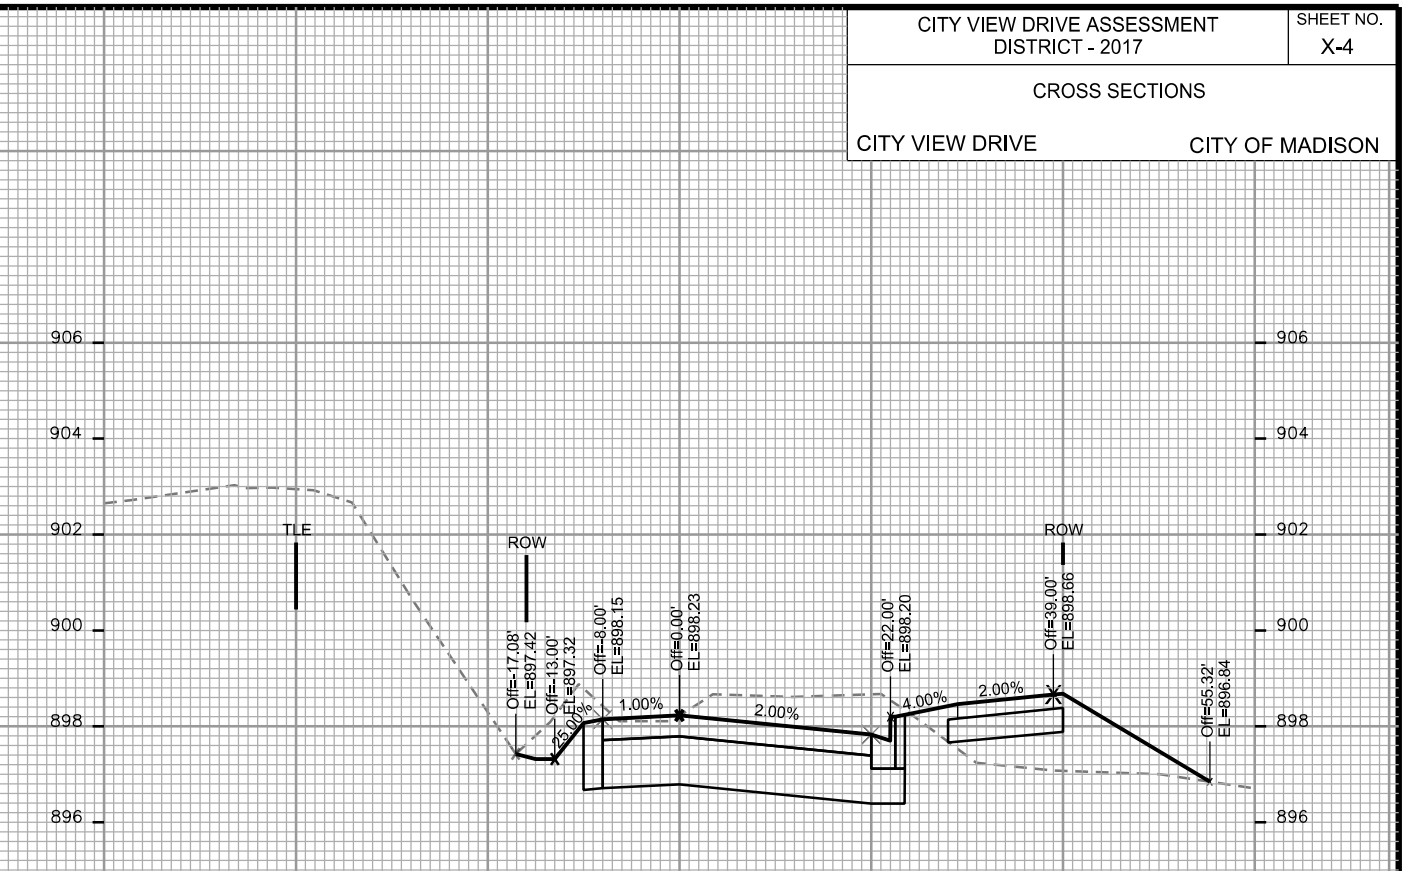 CITY VIEW DRIVE ASSESSMENT
DISTRICT - 2017
SHEET NO.
X-4
CROSS SECTIONS
CITY VIEW DRIVE
CITY OF MADISON
906
906
904
904
902
902
TLE
ROW
ROW
900
900
Off=-17.08'
EL=897.42
Off=-13.00'
EL=897.32
Off=-8.00'
EL=898.15
Off=0.00'
EL=898.23
Off=22.00'
EL=898.20
Off=39.00'
EL=898.66
Off=55.32'
EL=896.84
25.00%
1.00%
2.00%
4.00%
2.00%
898
898
896
896